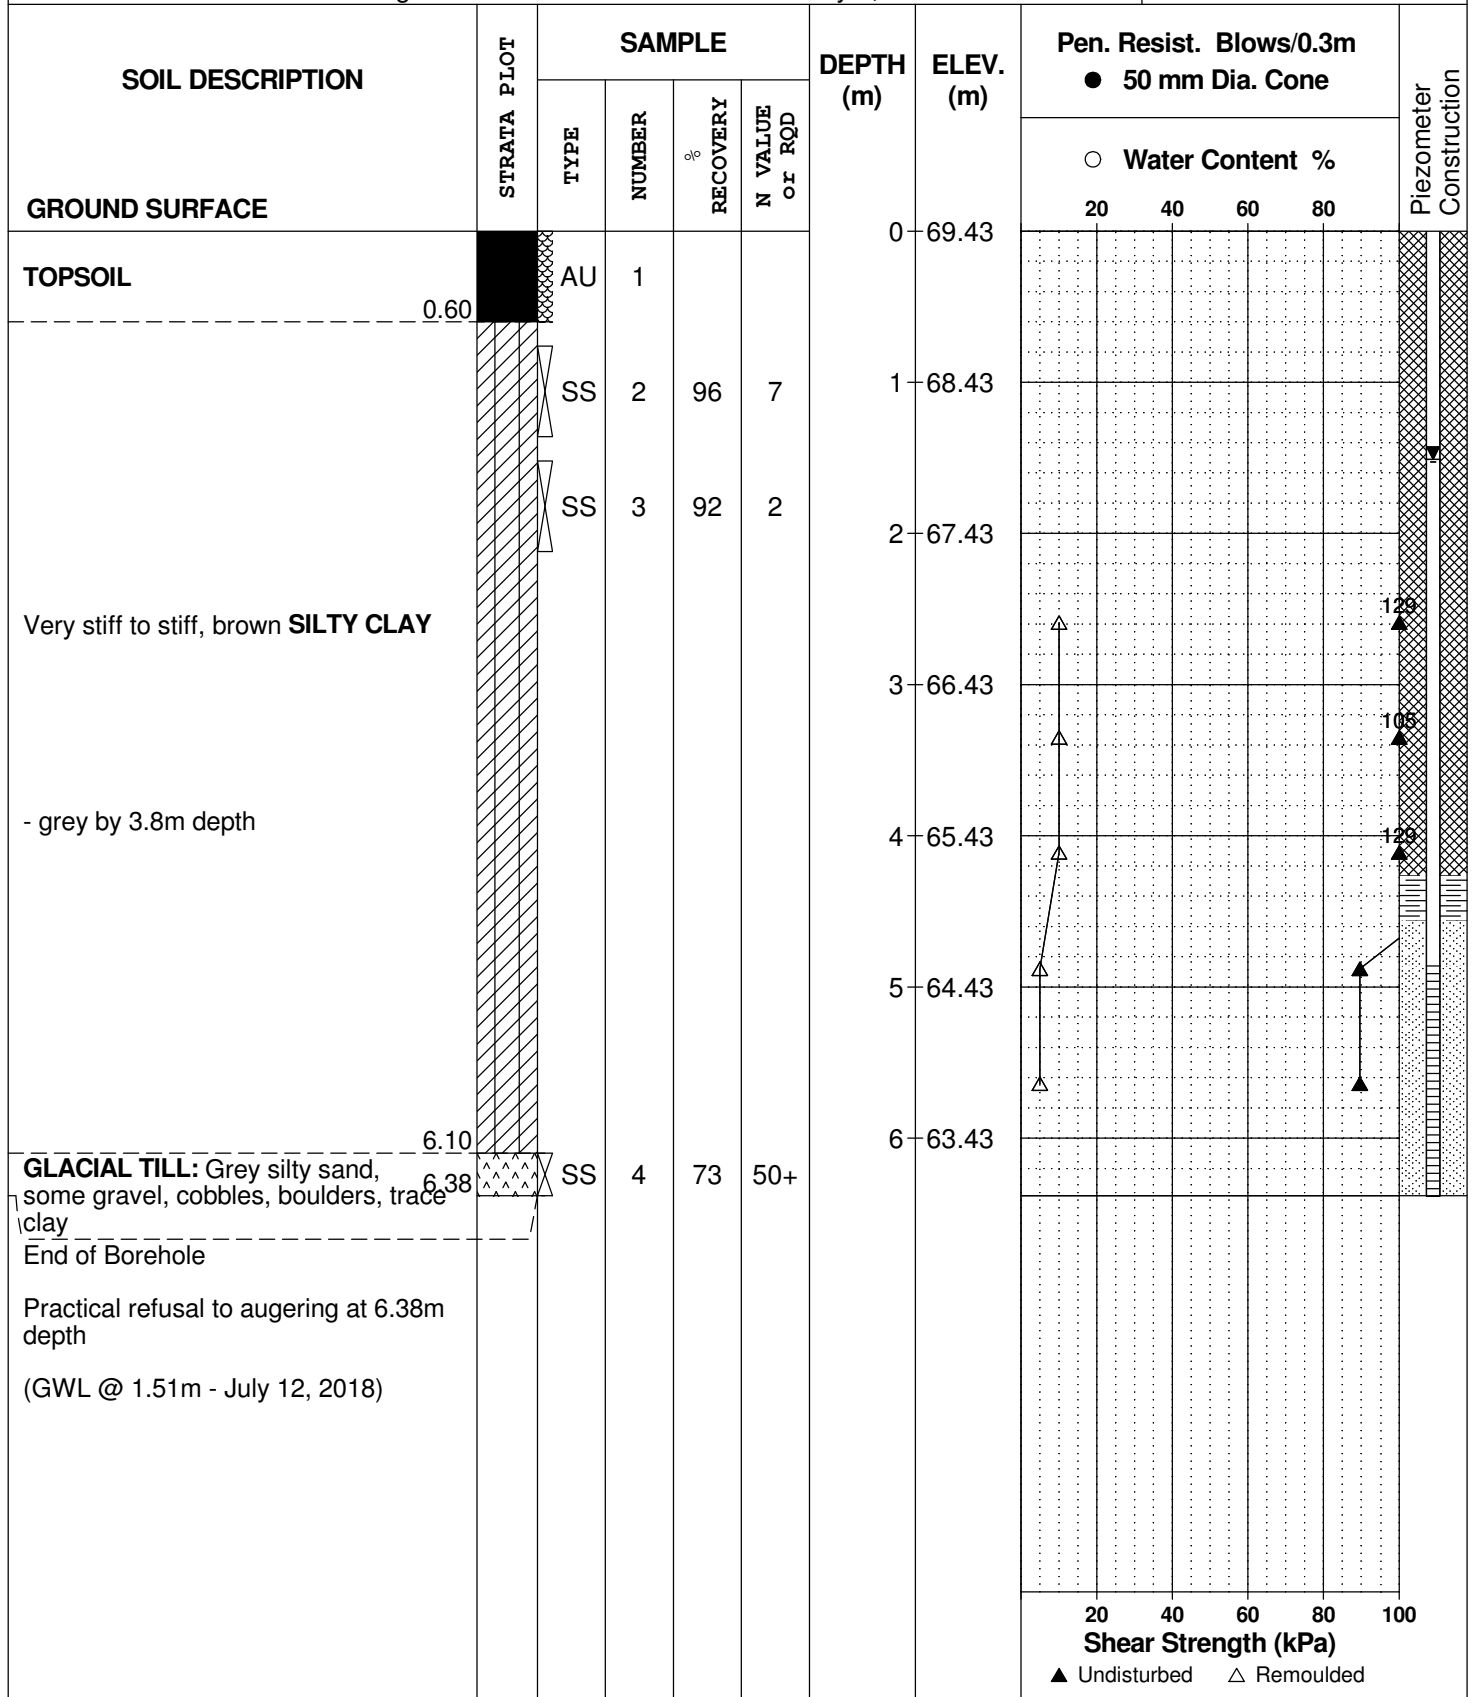 SOIL DESCRIPTION
GROUND SURFACE
STRATA PLOT
SAMPLE
TYPE
NUMBER
% RECOVERY
N VALUE or RQD
DEPTH (m)
ELEV. (m)
Pen. Resist. Blows/0.3m
● 50 mm Dia. Cone
○ Water Content %
20 40 60 80
Piezometer Construction
0 69.43
TOPSOIL
AU 1
0.60
SS 2 96 7
1 68.43
SS 3 92 2
2 67.43
129
Very stiff to stiff, brown SILTY CLAY
3 66.43
105
- grey by 3.8m depth
4 65.43
129
5 64.43
6.10
6 63.43
GLACIAL TILL: Grey silty sand,
6.38
SS 4 73 50+
some gravel, cobbles, boulders, trace
clay
End of Borehole
Practical refusal to augering at 6.38m
depth
(GWL @ 1.51m - July 12, 2018)
20 40 60 80 100
Shear Strength (kPa)
▲ Undisturbed △ Remoulded